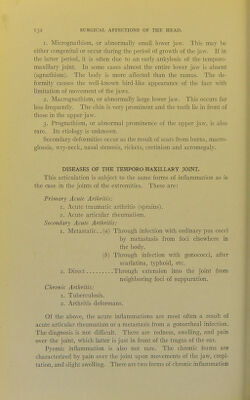 132 SURGICAL AFFECTIONS OF THE HEAD.
1. Micrognathism, or abnormally small lower jaw. This may be
either congenital or occur during the period of growth of the jaw. If in
the latter period, it is often due to an early ankylosis of the temporo-
maxillary joint. In some cases almost the entire lower jaw is absent
(agnathism). The body is more affected than the ramus. The de-
formity causes the well-known bird-like appearance of the face with
limitation of movement of the jaws.
2. Macrognathism, or abnormally large lower jaw. This occurs far
less frequently. The chin is very prominent and the teeth lie in front of
those in the upper jaw.
3. Prognathism, or abnormal prominence of the upper jaw, is also
rare. Its etiology is unknown.
Secondary deformities occur as the result of scars from burns, macro-
glossia, wry-neck, nasal stenosis, rickets, cretinism and acromegaly.
DISEASES OF THE TEMPORO-MAXILLARY JOINT.
This articulation is subject to the same forms of inflammation as is
the case in the joints of the extremities. These are:
Primary Acute Arthritis:
1. Acute traumatic arthritis (sprains).
2. Acute articular rheumatism.
Secondary Acute Arthritis:
1. Metastatic. . (a) Through infection with ordinary pus cocci
by metastasis from foci elsewhere in
the body.
(b) Through infection with gonococci, after
scarlatina, typhoid, etc.
2. Direct . . . . . . . . . Through extension into the joint from
neighboring foci of suppuration.
Chronic Arthritis:
1. Tuberculosis.
2. Arthritis deformans.
Of the above, the acute inflammations are most often a result of
acute articular rheumatism or a metastasis from a gonorrheal infection.
The diagnosis is not difficult. There are redness, swelling, and pain
over the joint, which latter is just in front of the tragus of the ear.
Pyemic inflammation is also not rare. The chronic forms are
characterized by pain over the joint upon movements of the jaw, crepi-
tation, and slight swelling. There are two forms of chronic inflammation